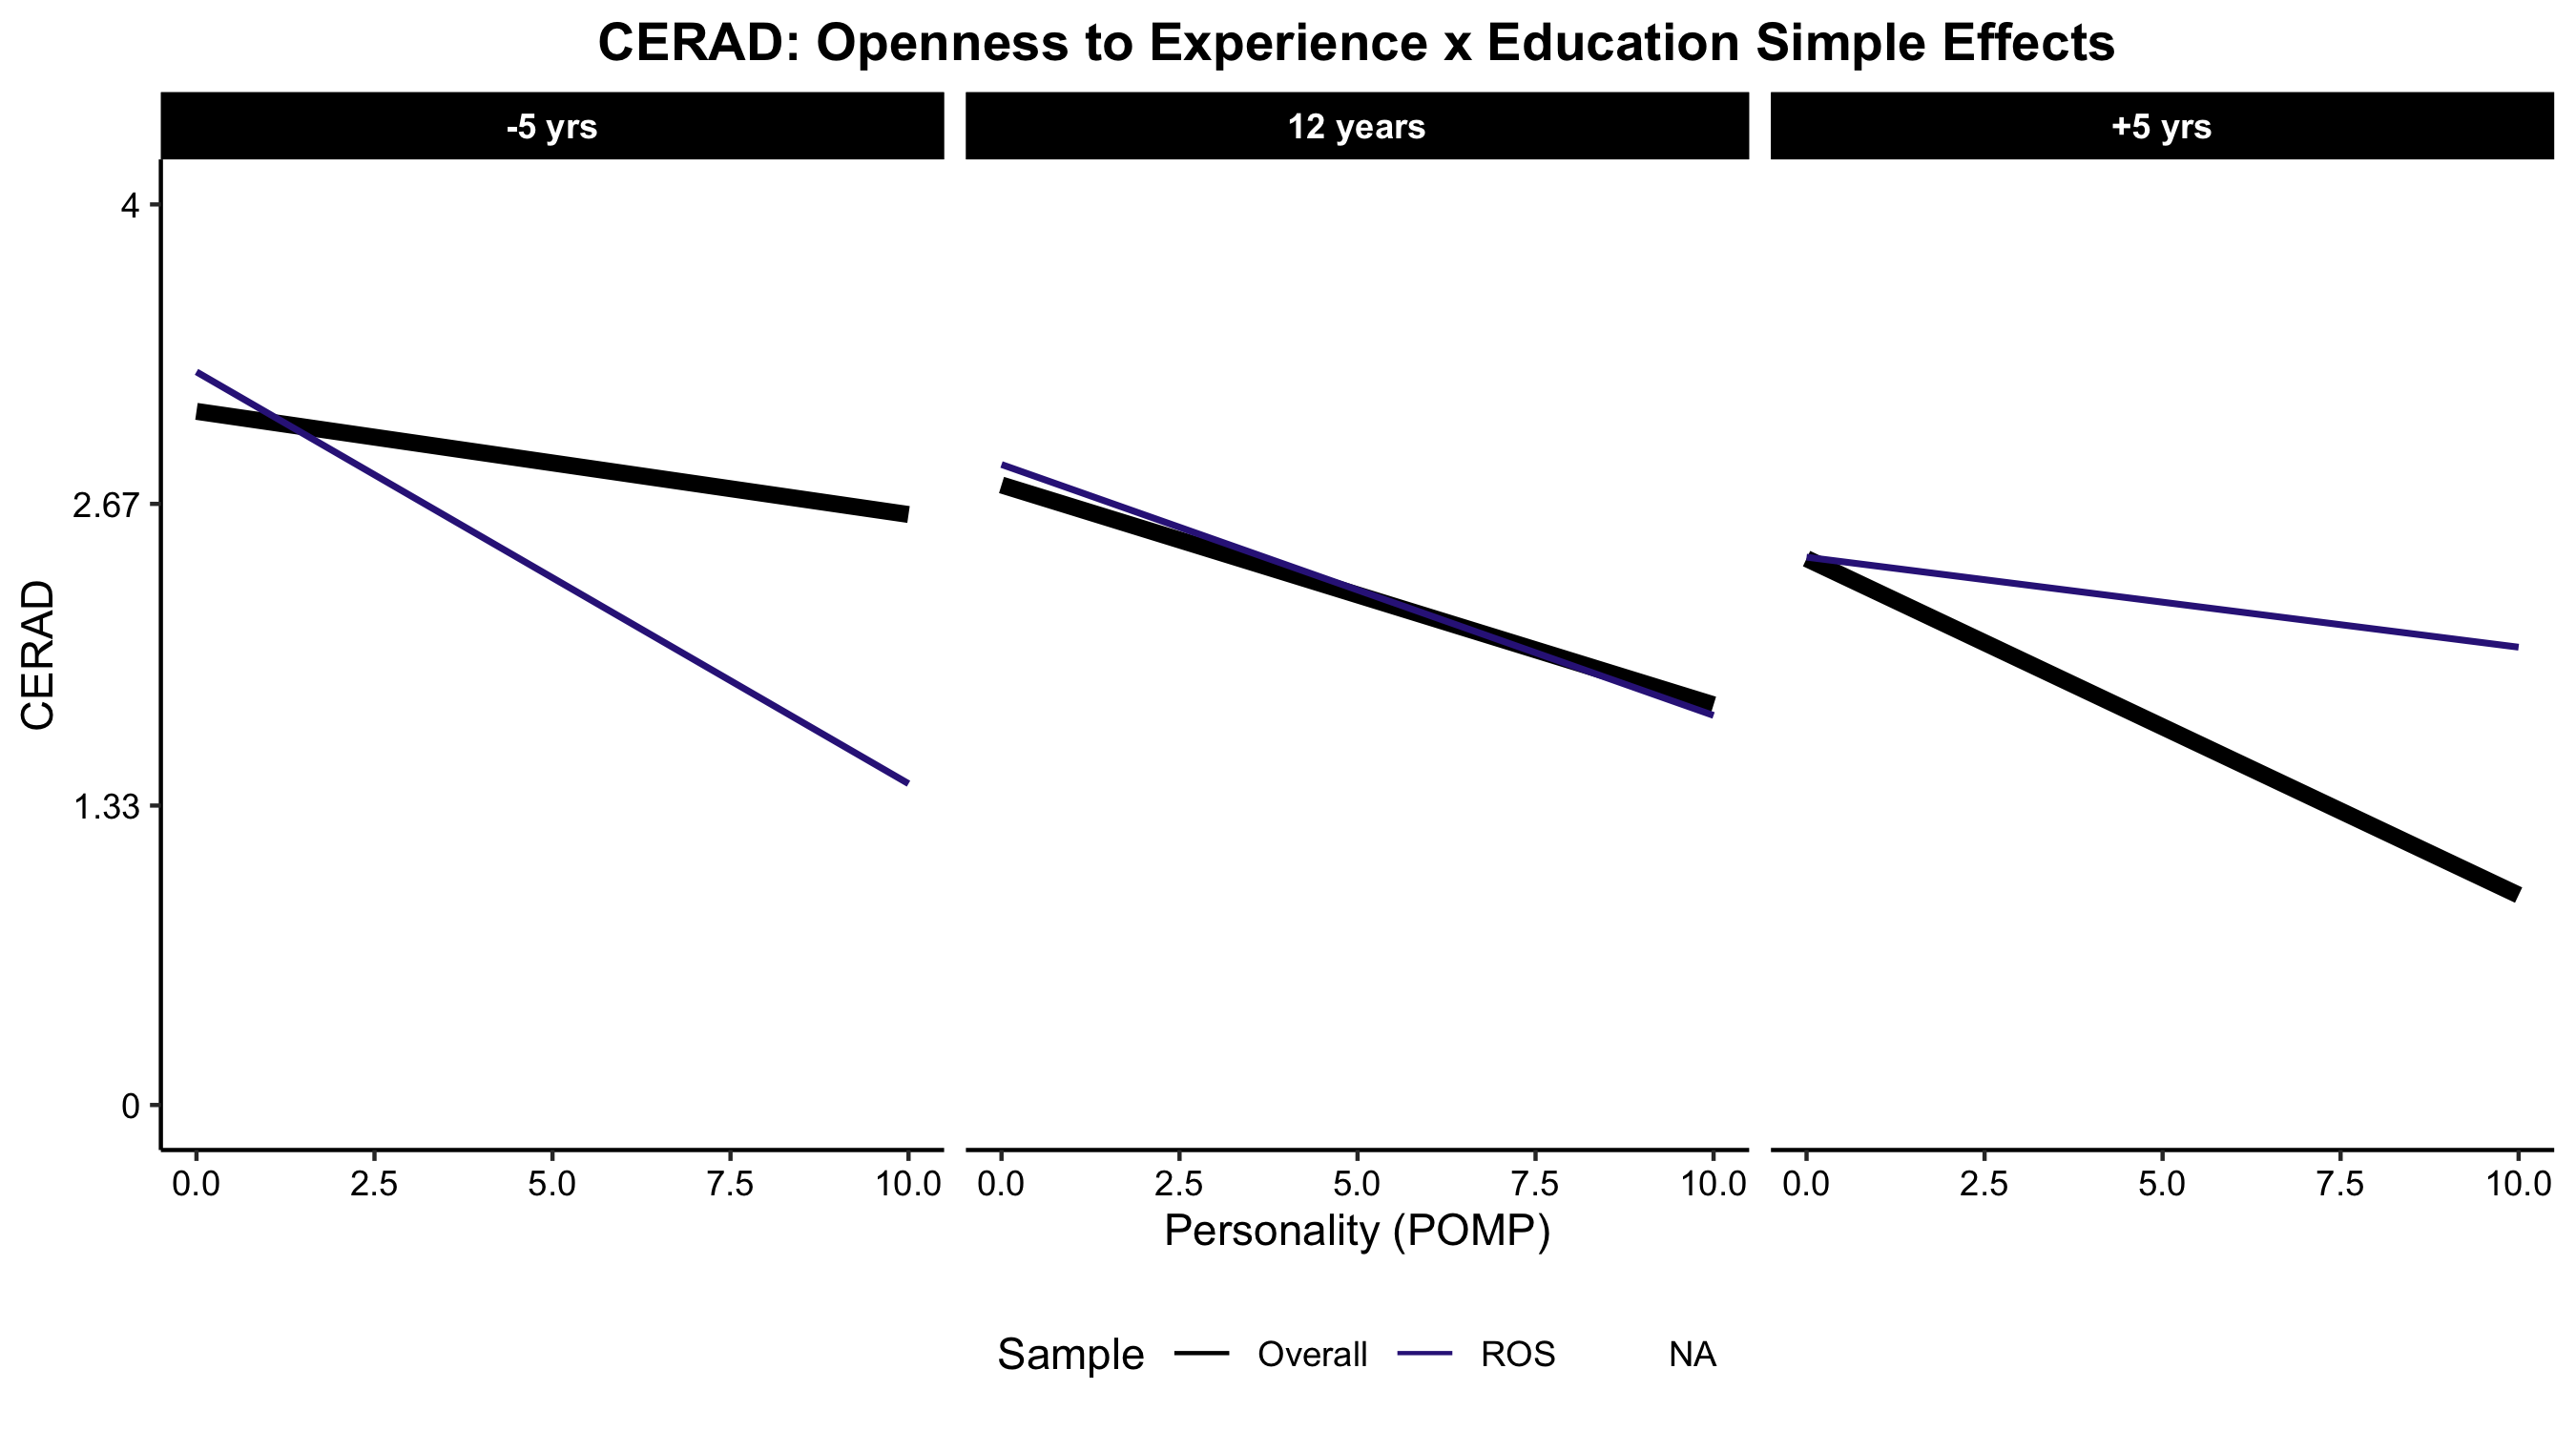 CERAD: Openness to Experience x Education Simple Effects
-5 yrs
12 years
+5 yrs
CERAD
4
2.67
1.33
0
0.0 2.5 5.0 7.5 10.0
0.0 2.5 5.0 7.5 10.0
0.0 2.5 5.0 7.5 10.0
Personality (POMP)
Sample Overall ROS NA